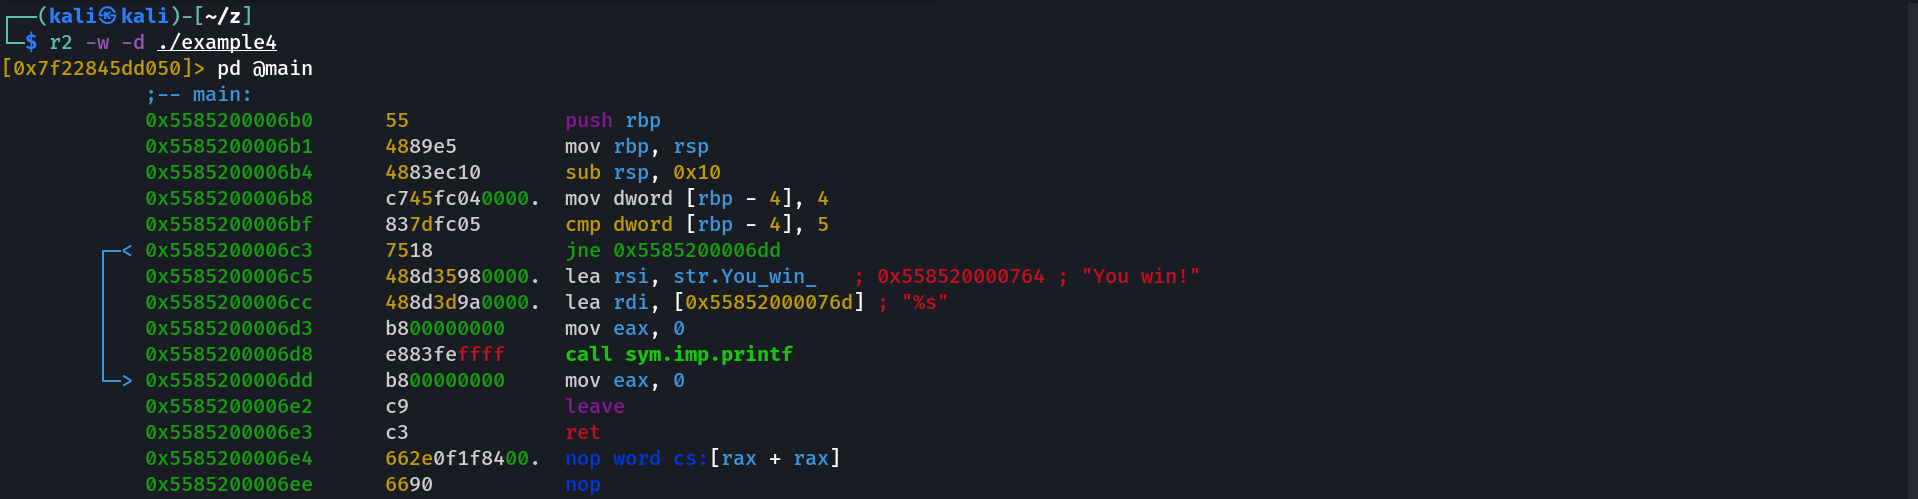 ┌──(kali㉿kali)-[~/z]
└─$ r2 -w -d ./example4
[0x7f22845dd050]> pd @main
;-- main:
0x5585200006b0 55 push rbp
0x5585200006b1 4889e5 mov rbp, rsp
0x5585200006b4 4883ec10 sub rsp, 0x10
0x5585200006b8 c745fc040000. mov dword [rbp - 4], 4
0x5585200006bf 837dfc05 cmp dword [rbp - 4], 5
┌─< 0x5585200006c3 7518 jne 0x5585200006dd
0x5585200006c5 488d35980000. lea rsi, str.You_win_ ; 0x558520000764 ; "You win!"
0x5585200006cc 488d3d9a0000. lea rdi, [0x55852000076d] ; "%s"
0x5585200006d3 b800000000 mov eax, 0
0x5585200006d8 e883feffff call sym.imp.printf
└─> 0x5585200006dd b800000000 mov eax, 0
0x5585200006e2 c9 leave
0x5585200006e3 c3 ret
0x5585200006e4 662e0f1f8400. nop word cs:[rax + rax]
0x5585200006ee 6690 nop